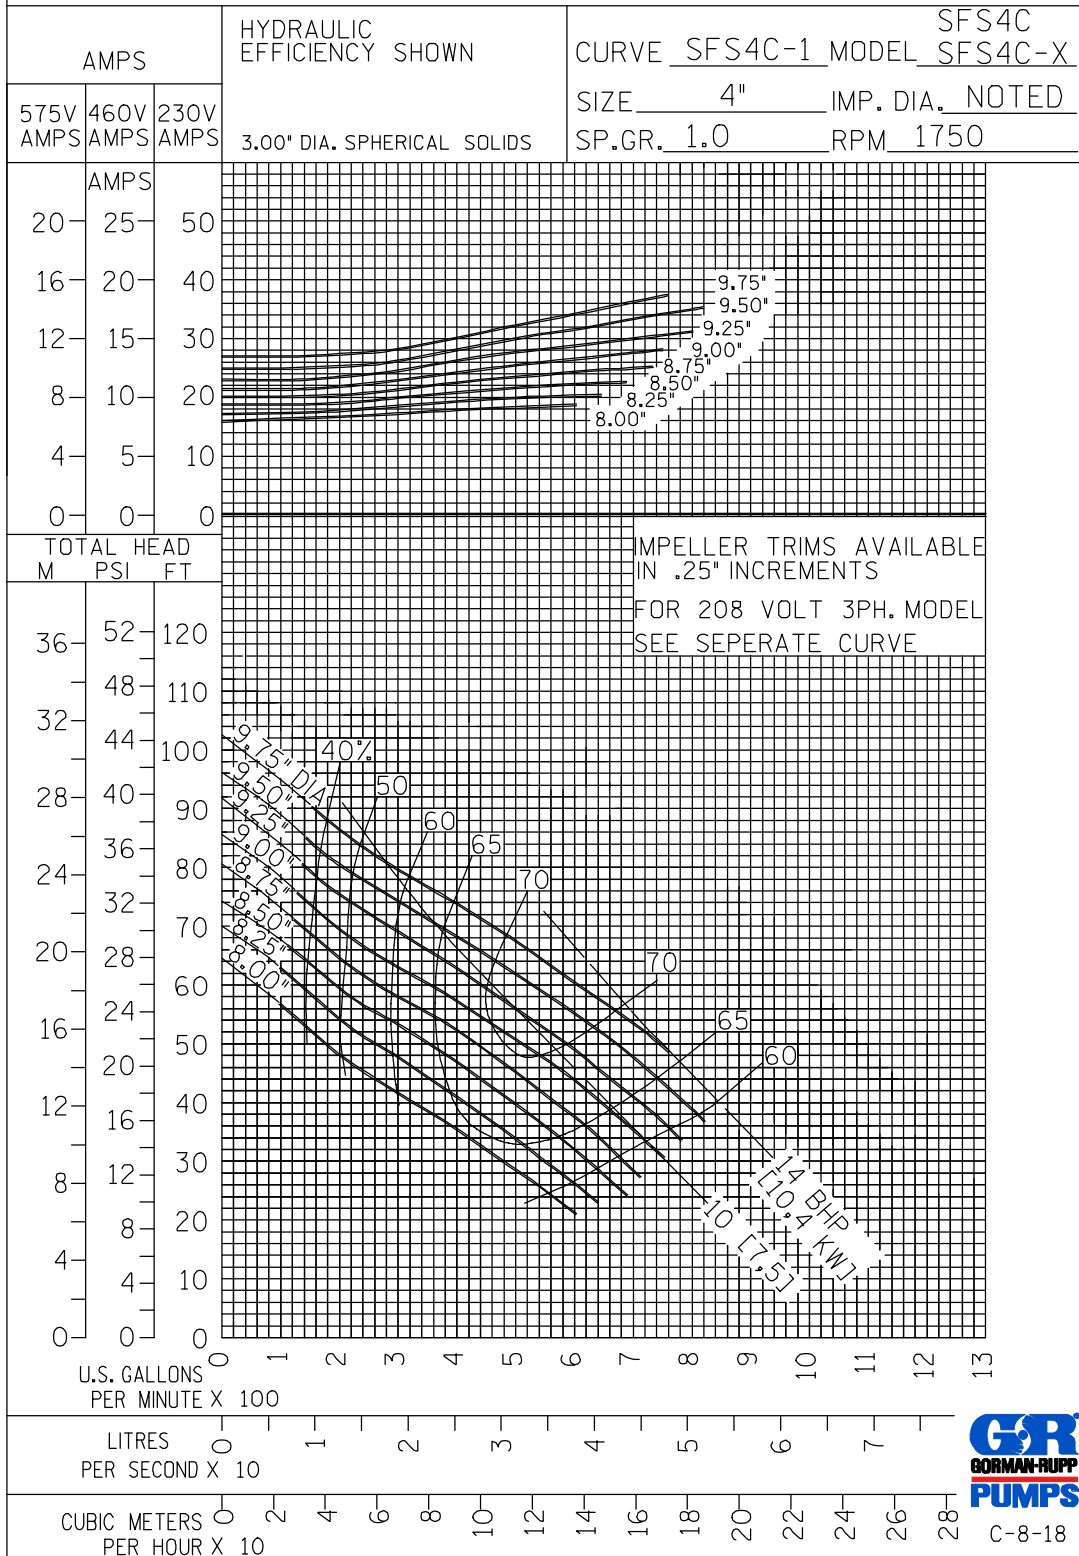 HYDRAULIC
EFFICIENCY SHOWN
3.00" DIA. SPHERICAL SOLIDS
CURVE SFS4C-1 MODEL SFS4C
SFS4C-X
SIZE 4" IMP. DIA. NOTED
SP.GR. 1.0 RPM 1750
AMPS
575V 460V 230V
AMPS AMPS AMPS
AMPS
20 25 50
16 20 40
12 15 30
8 10 20
4 5 10
0 0 0
9.75"
9.50"
9.25"
9.00"
8.75"
8.50"
8.25"
8.00"
TOTAL HEAD
M PSI FT
IMPELLER TRIMS AVAILABLE
IN .25" INCREMENTS
FOR 208 VOLT 3PH. MODEL
SEE SEPERATE CURVE
36
32
28
24
20
16
12
8
4
0
52
48
44
40
36
32
28
24
20
16
12
8
4
0
120
110
100
90
80
70
60
50
40
30
20
10
0
9.75" DIA.
9.50"
9.25"
9.00"
8.75"
8.50"
8.25"
8.00"
40%
50
60
65
70
70
65
60
14 BHP
[10,4 KW]
10 [7,5]
0 1 2 3 4 5 6 7 8 9 10 11 12 13
U.S. GALLONS
PER MINUTE X 100
LITRES
PER SECOND X 10
0 1 2 3 4 5 6 7
CUBIC METERS
PER HOUR X 10
0 2 4 6 8 10 12 14 16 18 20 22 24 26 28
GR
GORMAN-RUPP
PUMPS
C-8-18